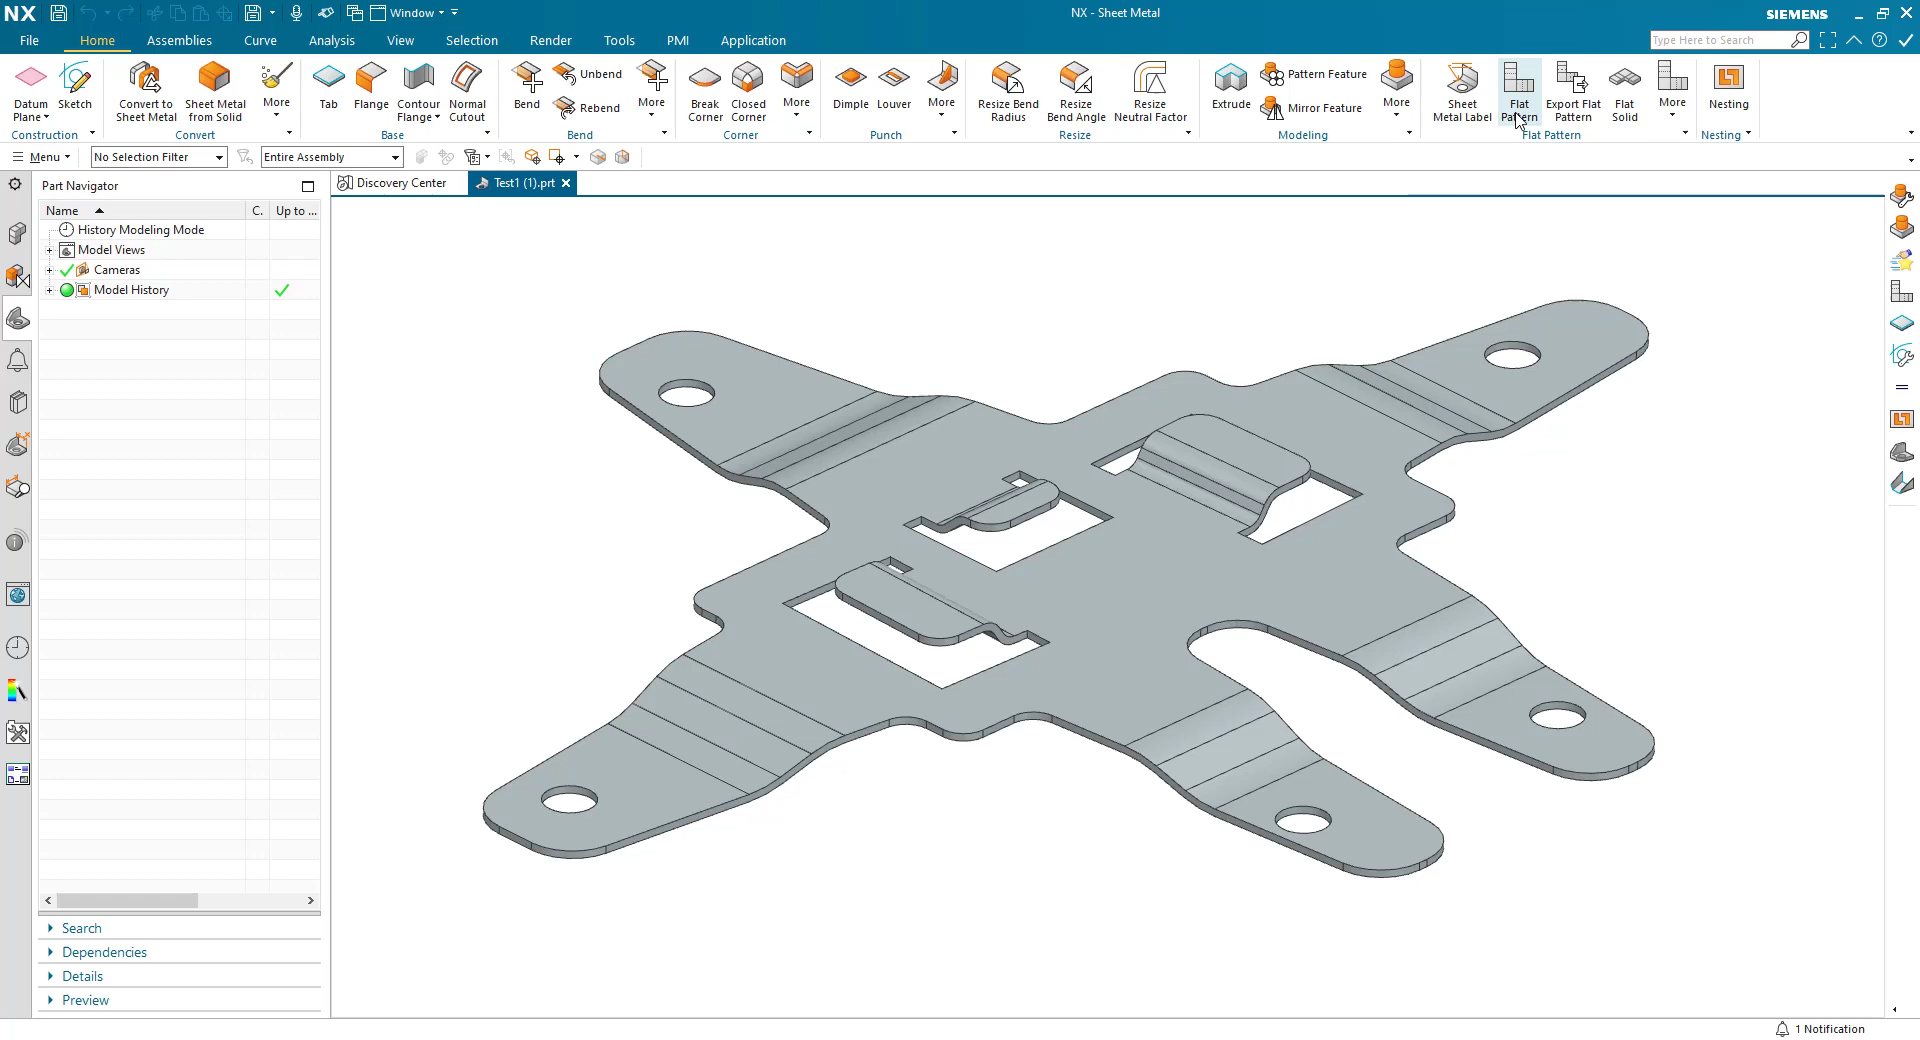 NX
Window
NX - Sheet Metal
SIEMENS
File
Home
Assemblies
Curve
Analysis
View
Selection
Render
Tools
PMI
Application
Type Here to Search
Datum
Plane
Sketch
Construction
Convert to
Sheet Metal
Sheet Metal
from Solid
More
Convert
Tab
Flange
Contour
Flange
Normal
Cutout
Base
Bend
Unbend
Rebend
More
Bend
Break
Corner
Closed
Corner
More
Corner
Dimple
Louver
More
Punch
Resize Bend
Radius
Resize
Bend Angle
Resize
Neutral Factor
Resize
Extrude
Pattern Feature
Mirror Feature
More
Modeling
Sheet
Metal Label
Flat
Pattern
Export Flat
Pattern
Flat
Solid
More
Flat Pattern
Nesting
Nesting
Menu
No Selection Filter
Entire Assembly
Part Navigator
Discovery Center
Test1 (1).prt
Name
C.
Up to ...
History Modeling Mode
Model Views
Cameras
Model History
Search
Dependencies
Details
Preview
1 Notification